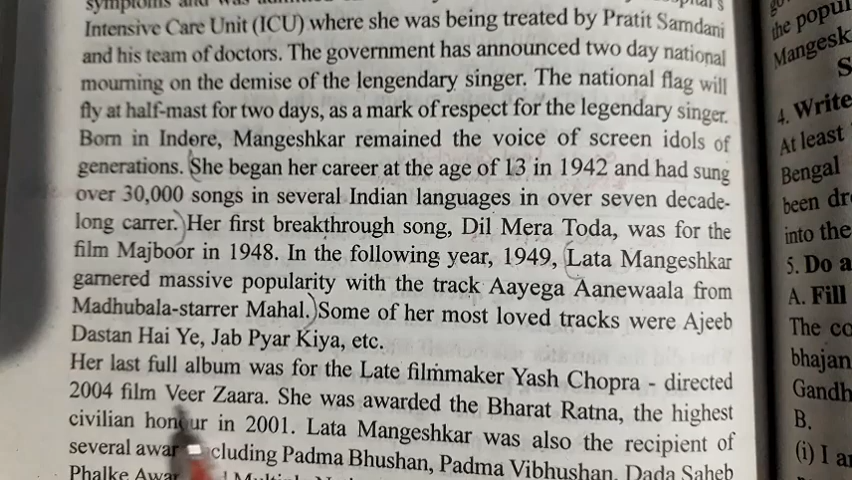 symptoms and was
Intensive Care Unit (ICU) where she was being treated by Pratit Samdani
and his team of doctors. The government has announced two day national
mourning on the demise of the lengendary singer. The national flag will
fly at half-mast for two days, as a mark of respect for the legendary singer.
Born in Indore, Mangeshkar remained the voice of screen idols of
generations. She began her career at the age of 13 in 1942 and had sung
over 30,000 songs in several Indian languages in over seven decade-
long carrer. Her first breakthrough song, Dil Mera Toda, was for the
film Majboor in 1948. In the following year, 1949, Lata Mangeshkar
garnered massive popularity with the track Aayega Aanewaala from
Madhubala-starrer Mahal. Some of her most loved tracks were Ajeeb
Dastan Hai Ye, Jab Pyar Kiya, etc.
Her last full album was for the Late filmmaker Yash Chopra - directed
2004 film Veer Zaara. She was awarded the Bharat Ratna, the highest
civilian honour in 2001. Lata Mangeshkar was also the recipient of
several cluding Padma Bhushan, Padma Vibhushan, Dada Saheb
Phalke
the popul
Mangesk
S
4. Write
At least
Bengal
been dr
into the
5. Do a
A. Fill
The co
bhajan
Gandh
B.
(i) I a